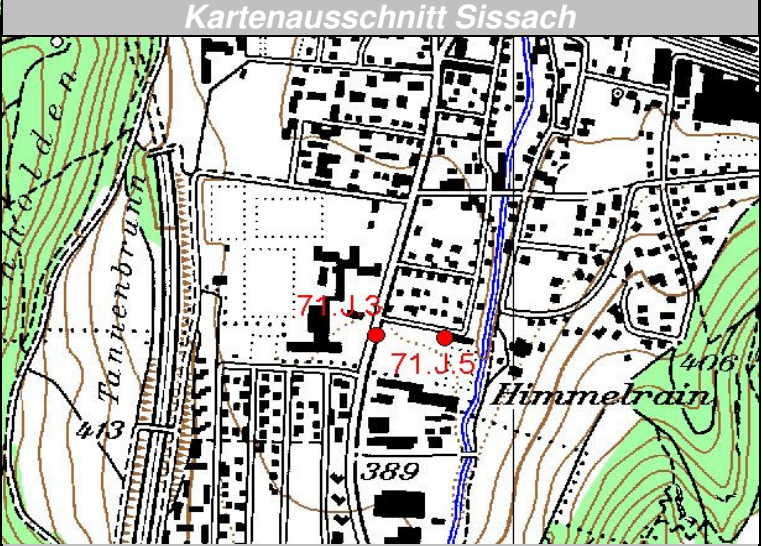 Kartenausschnitt Sissach
Tannenbrunn
71.J.3
71.J.5
406
Himmelrain
413
389